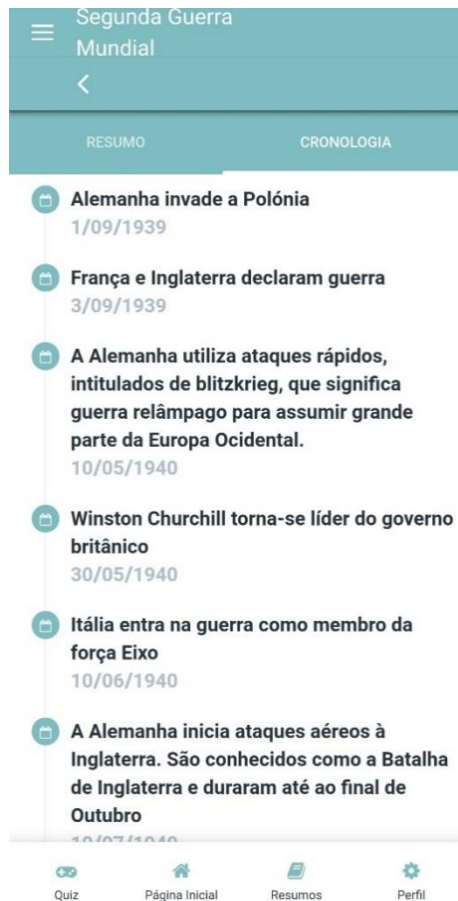 Segunda Guerra
Mundial
RESUMO
CRONOLOGIA
Alemanha invade a Polónia
1/09/1939
França e Inglaterra declaram guerra
3/09/1939
A Alemanha utiliza ataques rápidos,
intitulados de blitzkrieg, que significa
guerra relâmpago para assumir grande
parte da Europa Ocidental.
10/05/1940
Winston Churchill torna-se líder do governo
britânico
30/05/1940
Itália entra na guerra como membro da
força Eixo
10/06/1940
A Alemanha inicia ataques aéreos à
Inglaterra. São conhecidos como a Batalha
de Inglaterra e duraram até ao final de
Outubro
Quiz
Página Inicial
Resumos
Perfil